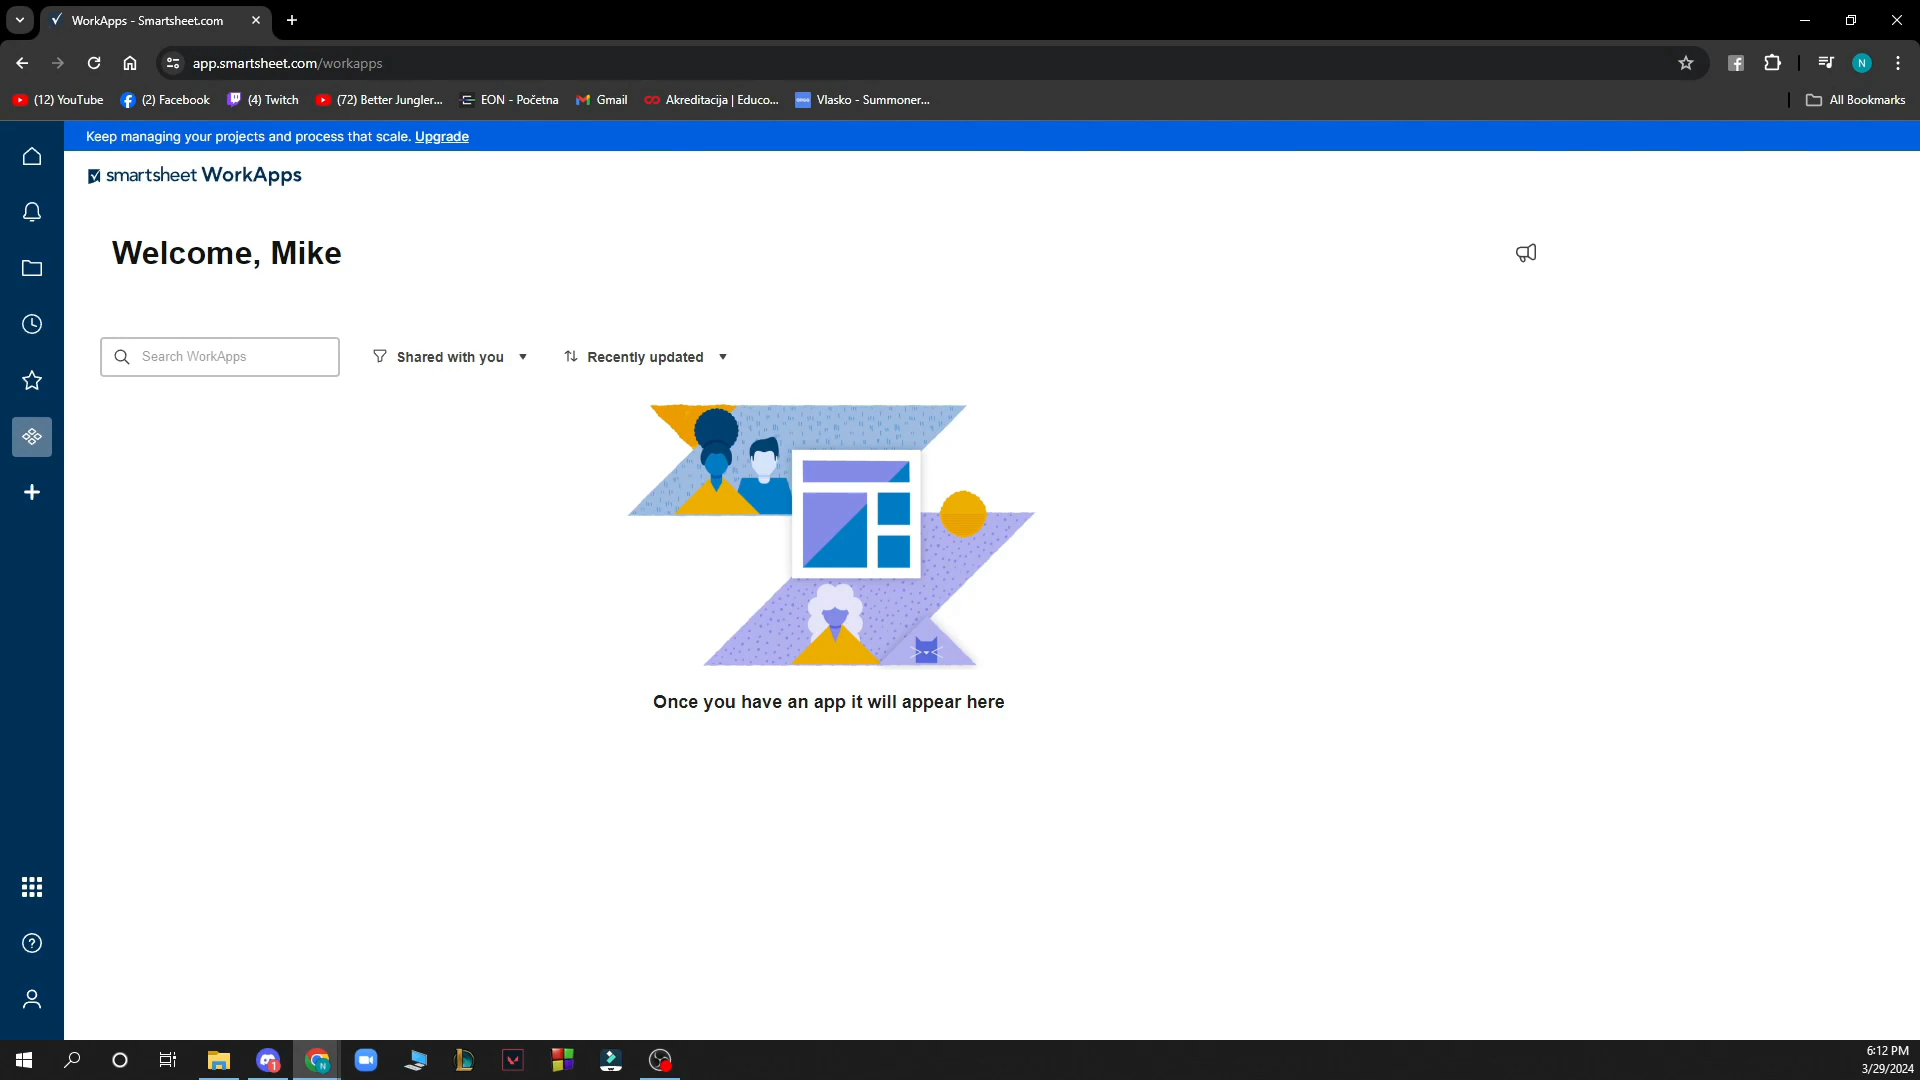 WorkApps - Smartsheet.com
app.smartsheet.com/workapps
(12) YouTube
(2) Facebook
(4) Twitch
(72) Better Jungler...
EON - Početna
Gmail
Akreditacija | Educo...
Vlasko - Summoner...
All Bookmarks
Keep managing your projects and process that scale. Upgrade
smartsheet WorkApps
Welcome, Mike
Search WorkApps
Shared with you
Recently updated
Once you have an app it will appear here
N
N
1
6:12 PM
3/29/2024